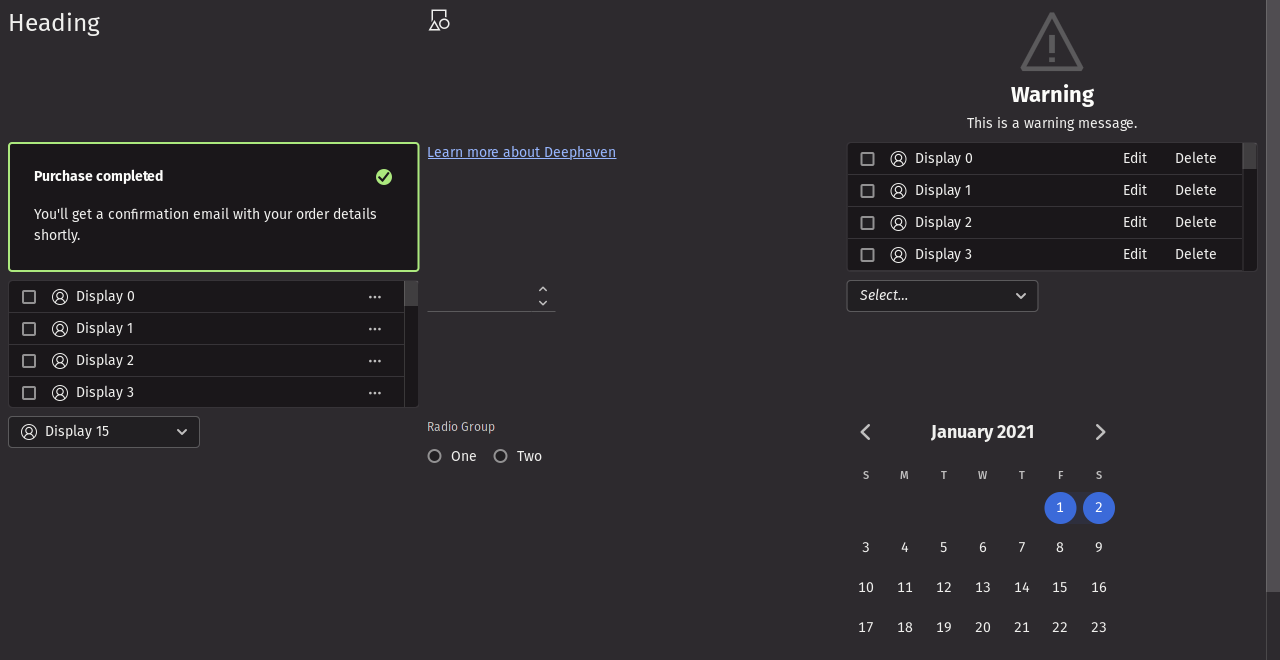 Heading
Warning
This is a warning message.
Purchase completed
You'll get a confirmation email with your order details
shortly.
Learn more about Deephaven
Display 0 Edit Delete
Display 1 Edit Delete
Display 2 Edit Delete
Display 3 Edit Delete
Display 0
Display 1
Display 2
Display 3
Select...
Display 15
Radio Group
One Two
January 2021
S M T W T F S
1 2
3 4 5 6 7 8 9
10 11 12 13 14 15 16
17 18 19 20 21 22 23